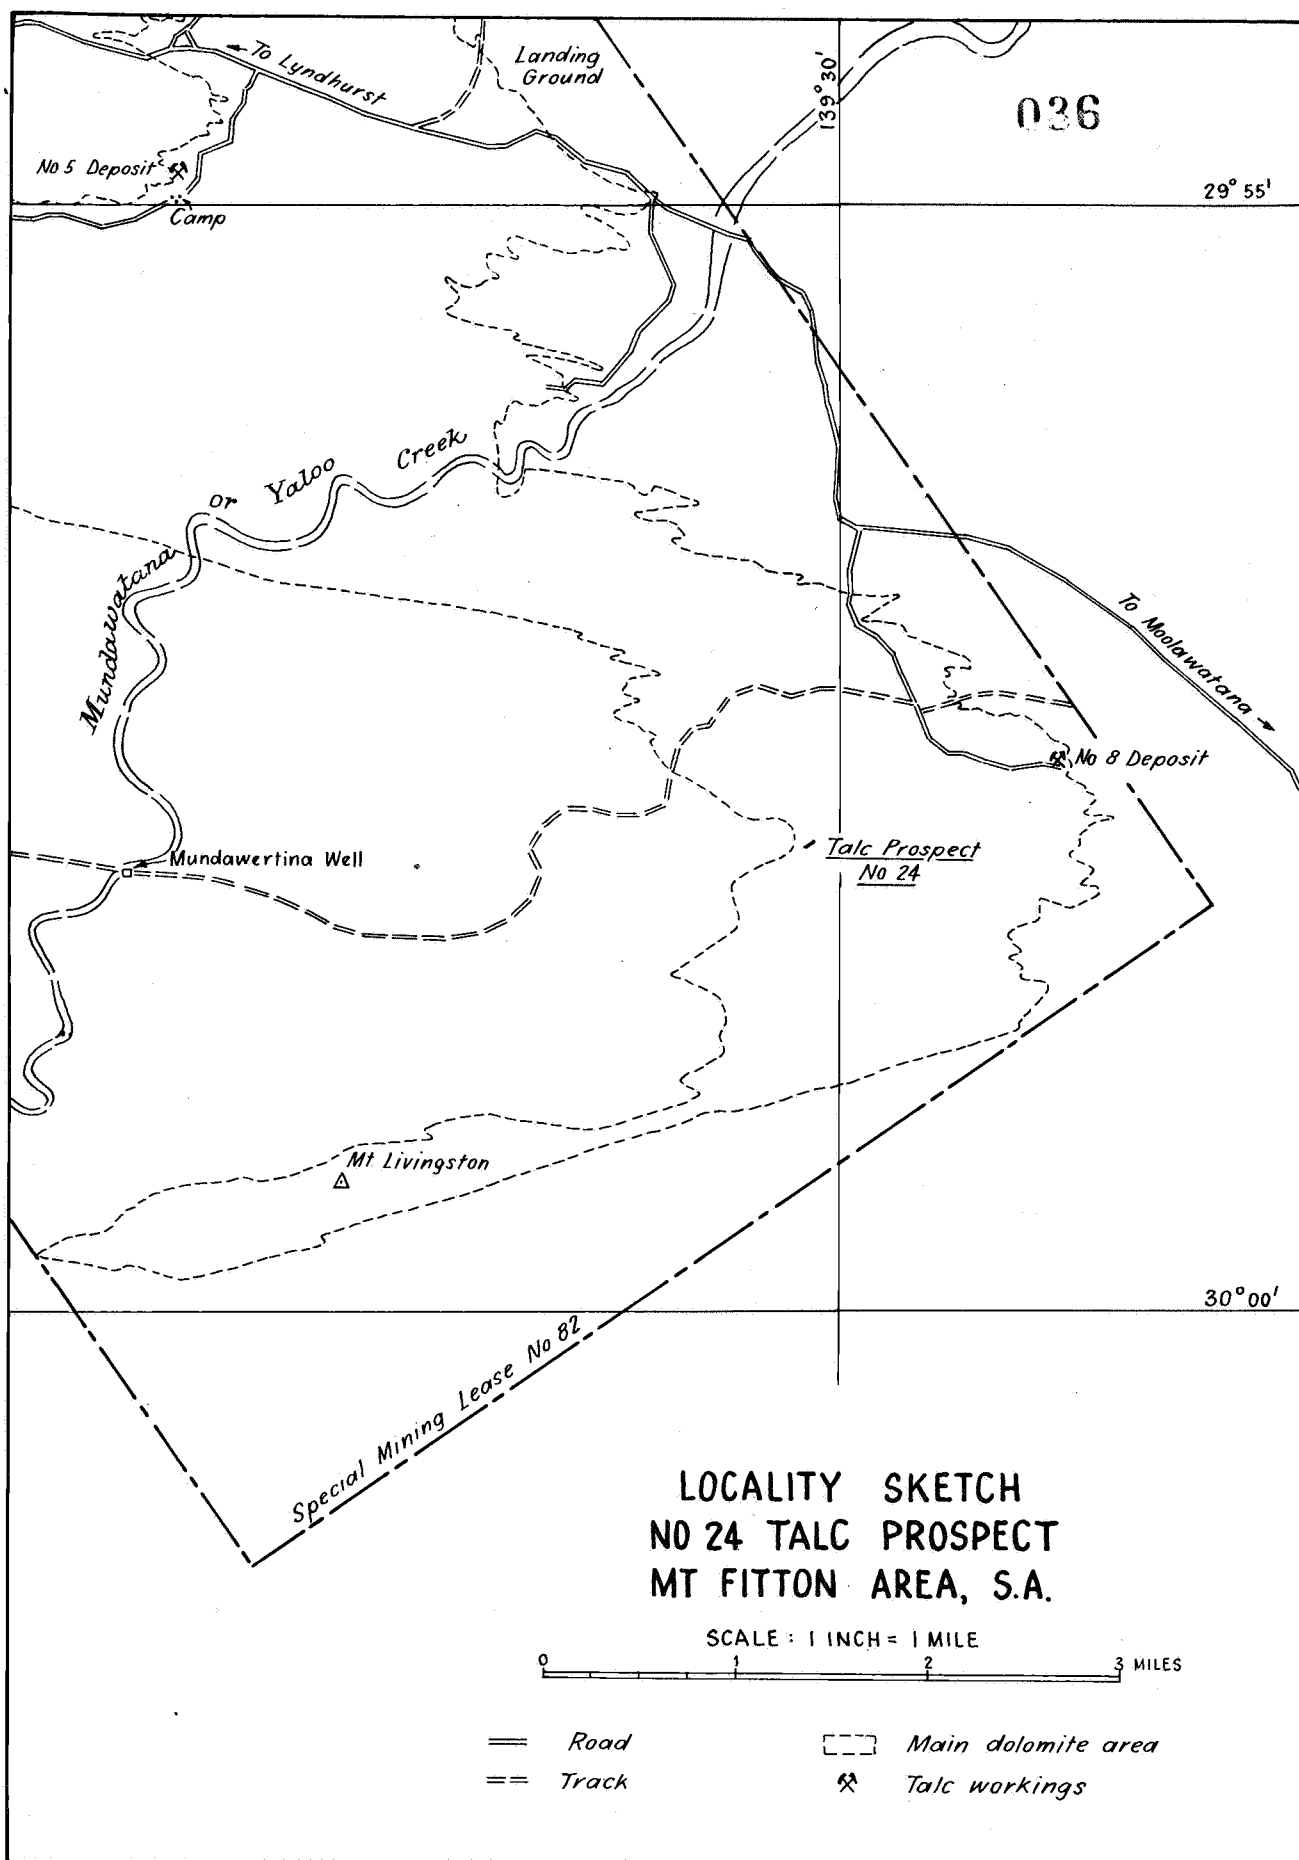 To Lyndhurst
Landing
Ground
139° 30'
036
No 5 Deposit
Camp
29° 55'
Mundawatana or Yaloo Creek
To Moolawatana
No 8 Deposit
Mundawertina Well
Talc Prospect
No 24
Mt Livingston
30° 00'
Special Mining Lease No 82
LOCALITY SKETCH
NO 24 TALC PROSPECT
MT FITTON AREA, S.A.
SCALE : 1 INCH = 1 MILE
0 1 2 3 MILES
Road
Main dolomite area
Track
Talc workings